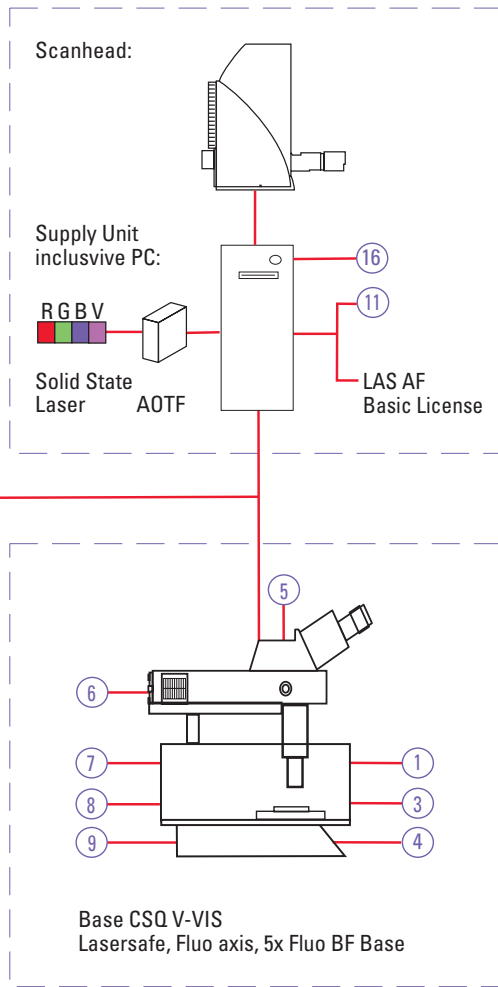 Scanhead:
Supply Unit
inclusvive PC:
16
R G B V
11
Solid State
Laser
AOTF
LAS AF
Basic License
5
6
7
1
8
3
9
4
Base CSQ V-VIS
Lasersafe, Fluo axis, 5x Fluo BF Base